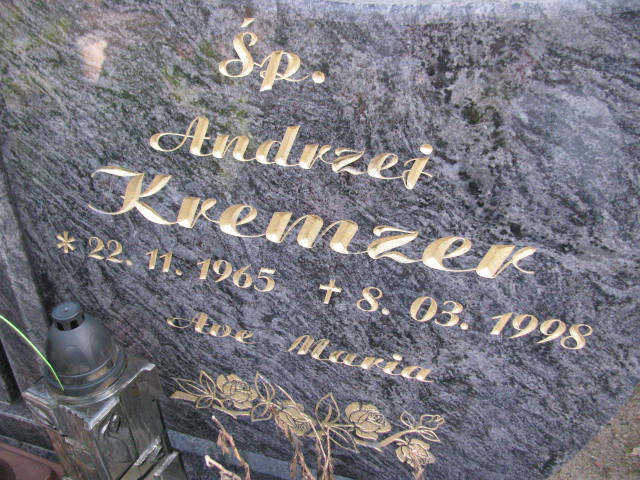 Śp.
Andrzej
Kremzer
* 22. 11. 1965 + 8. 03. 1998
Ave Maria